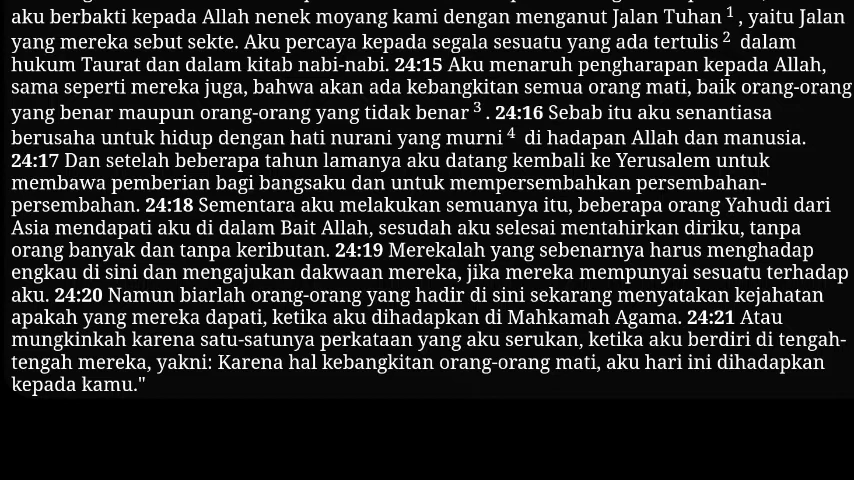 aku berbakti kepada Allah nenek moyang kami dengan menganut Jalan Tuhan 1 , yaitu Jalan
yang mereka sebut sekte. Aku percaya kepada segala sesuatu yang ada tertulis 2 dalam
hukum Taurat dan dalam kitab nabi-nabi. 24:15 Aku menaruh pengharapan kepada Allah,
sama seperti mereka juga, bahwa akan ada kebangkitan semua orang mati, baik orang-orang
yang benar maupun orang-orang yang tidak benar 3 . 24:16 Sebab itu aku senantiasa
berusaha untuk hidup dengan hati nurani yang murni 4 di hadapan Allah dan manusia.
24:17 Dan setelah beberapa tahun lamanya aku datang kembali ke Yerusalem untuk
membawa pemberian bagi bangsaku dan untuk mempersembahkan persembahan-
persembahan. 24:18 Sementara aku melakukan semuanya itu, beberapa orang Yahudi dari
Asia mendapati aku di dalam Bait Allah, sesudah aku selesai mentahirkan diriku, tanpa
orang banyak dan tanpa keributan. 24:19 Merekalah yang sebenarnya harus menghadap
engkau di sini dan mengajukan dakwaan mereka, jika mereka mempunyai sesuatu terhadap
aku. 24:20 Namun biarlah orang-orang yang hadir di sini sekarang menyatakan kejahatan
apakah yang mereka dapati, ketika aku dihadapkan di Mahkamah Agama. 24:21 Atau
mungkinkah karena satu-satunya perkataan yang aku serukan, ketika aku berdiri di tengah-
tengah mereka, yakni: Karena hal kebangkitan orang-orang mati, aku hari ini dihadapkan
kepada kamu."